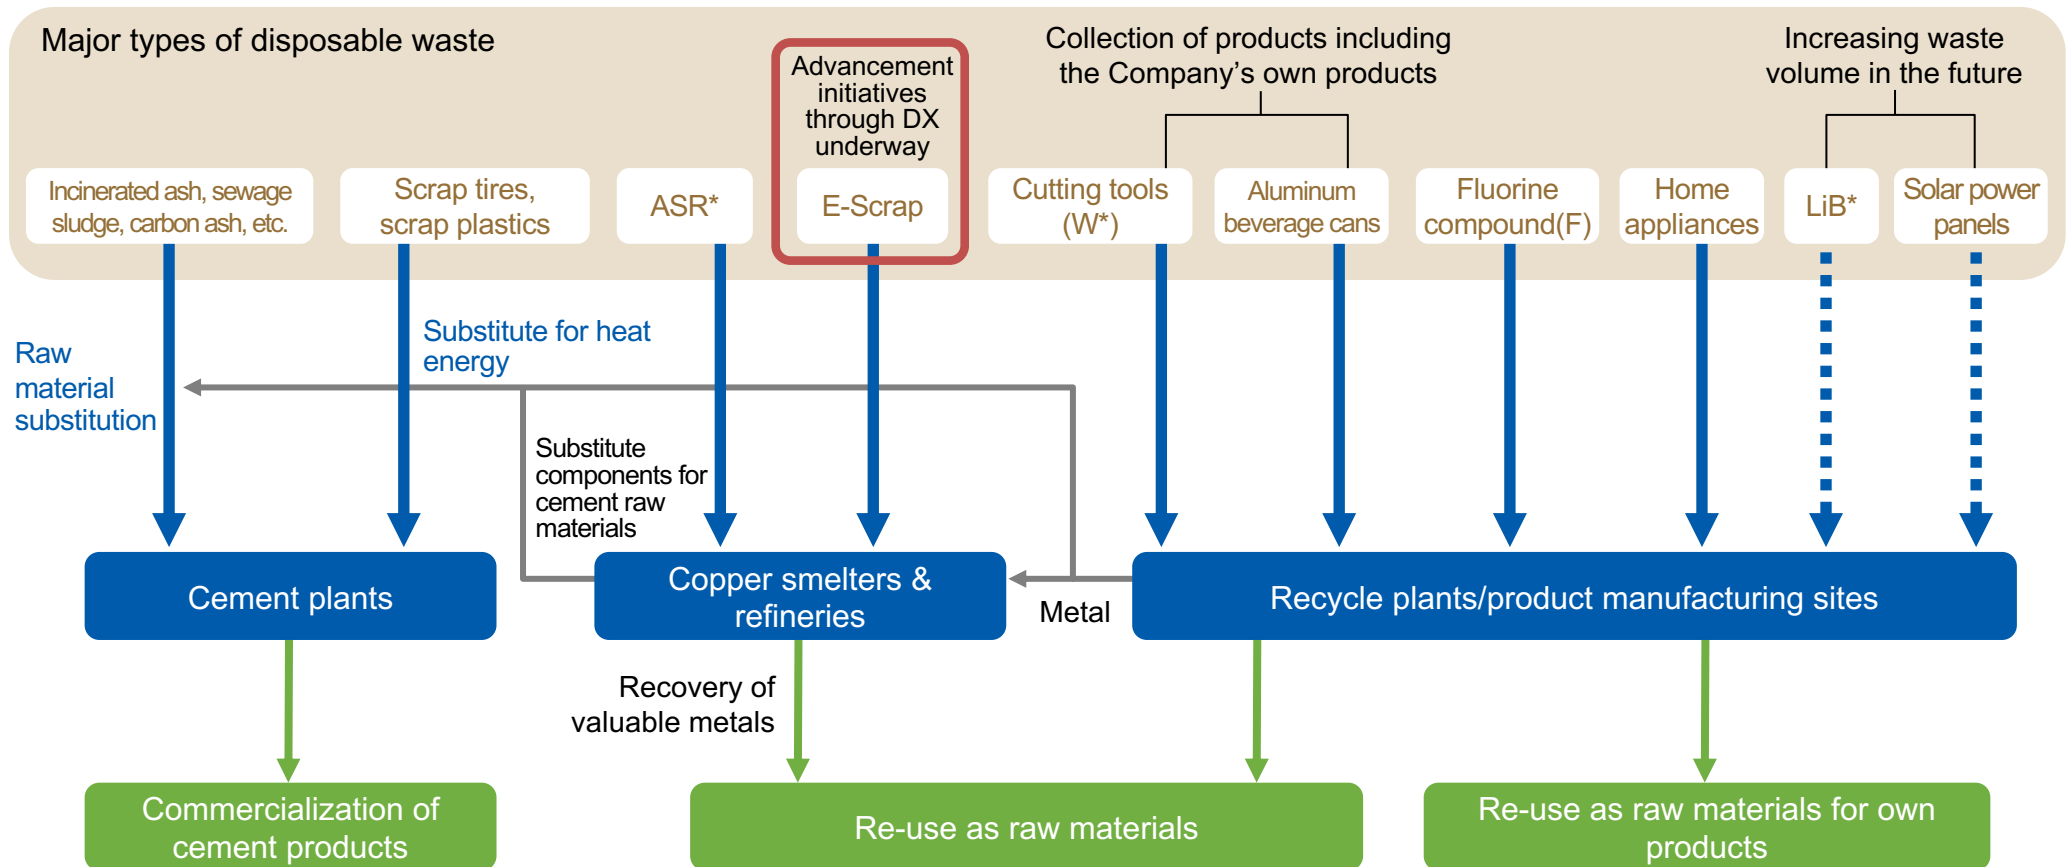 Major types of disposable waste
Advancement
initiatives
through DX
underway
Collection of products including
the Company's own products
Increasing waste
volume in the future
Incinerated ash, sewage
sludge, carbon ash, etc.
Scrap tires,
scrap plastics
ASR*
E-Scrap
Cutting tools
(W*)
Aluminum
beverage cans
Fluorine
compound(F)
Home
appliances
LiB*
Solar power
panels
Raw
material
substitution
Substitute for heat
energy
Substitute
components for
cement raw
materials
Cement plants
Copper smelters &
refineries
Metal
Recycle plants/product manufacturing sites
Recovery of
valuable metals
Commercialization of
cement products
Re-use as raw materials
Re-use as raw materials for own
products